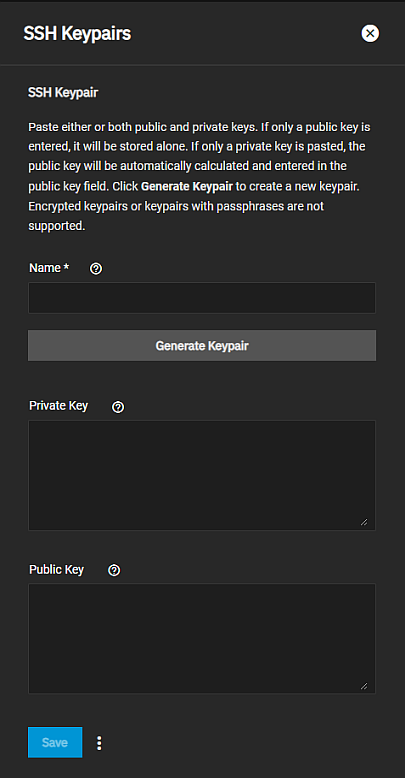 SSH Keypairs
SSH Keypair
Paste either or both public and private keys. If only a public key is
entered, it will be stored alone. If only a private key is pasted, the
public key will be automatically calculated and entered in the
public key field. Click Generate Keypair to create a new keypair.
Encrypted keypairs or keypairs with passphrases are not
supported.
Name *
Generate Keypair
Private Key
Public Key
Save